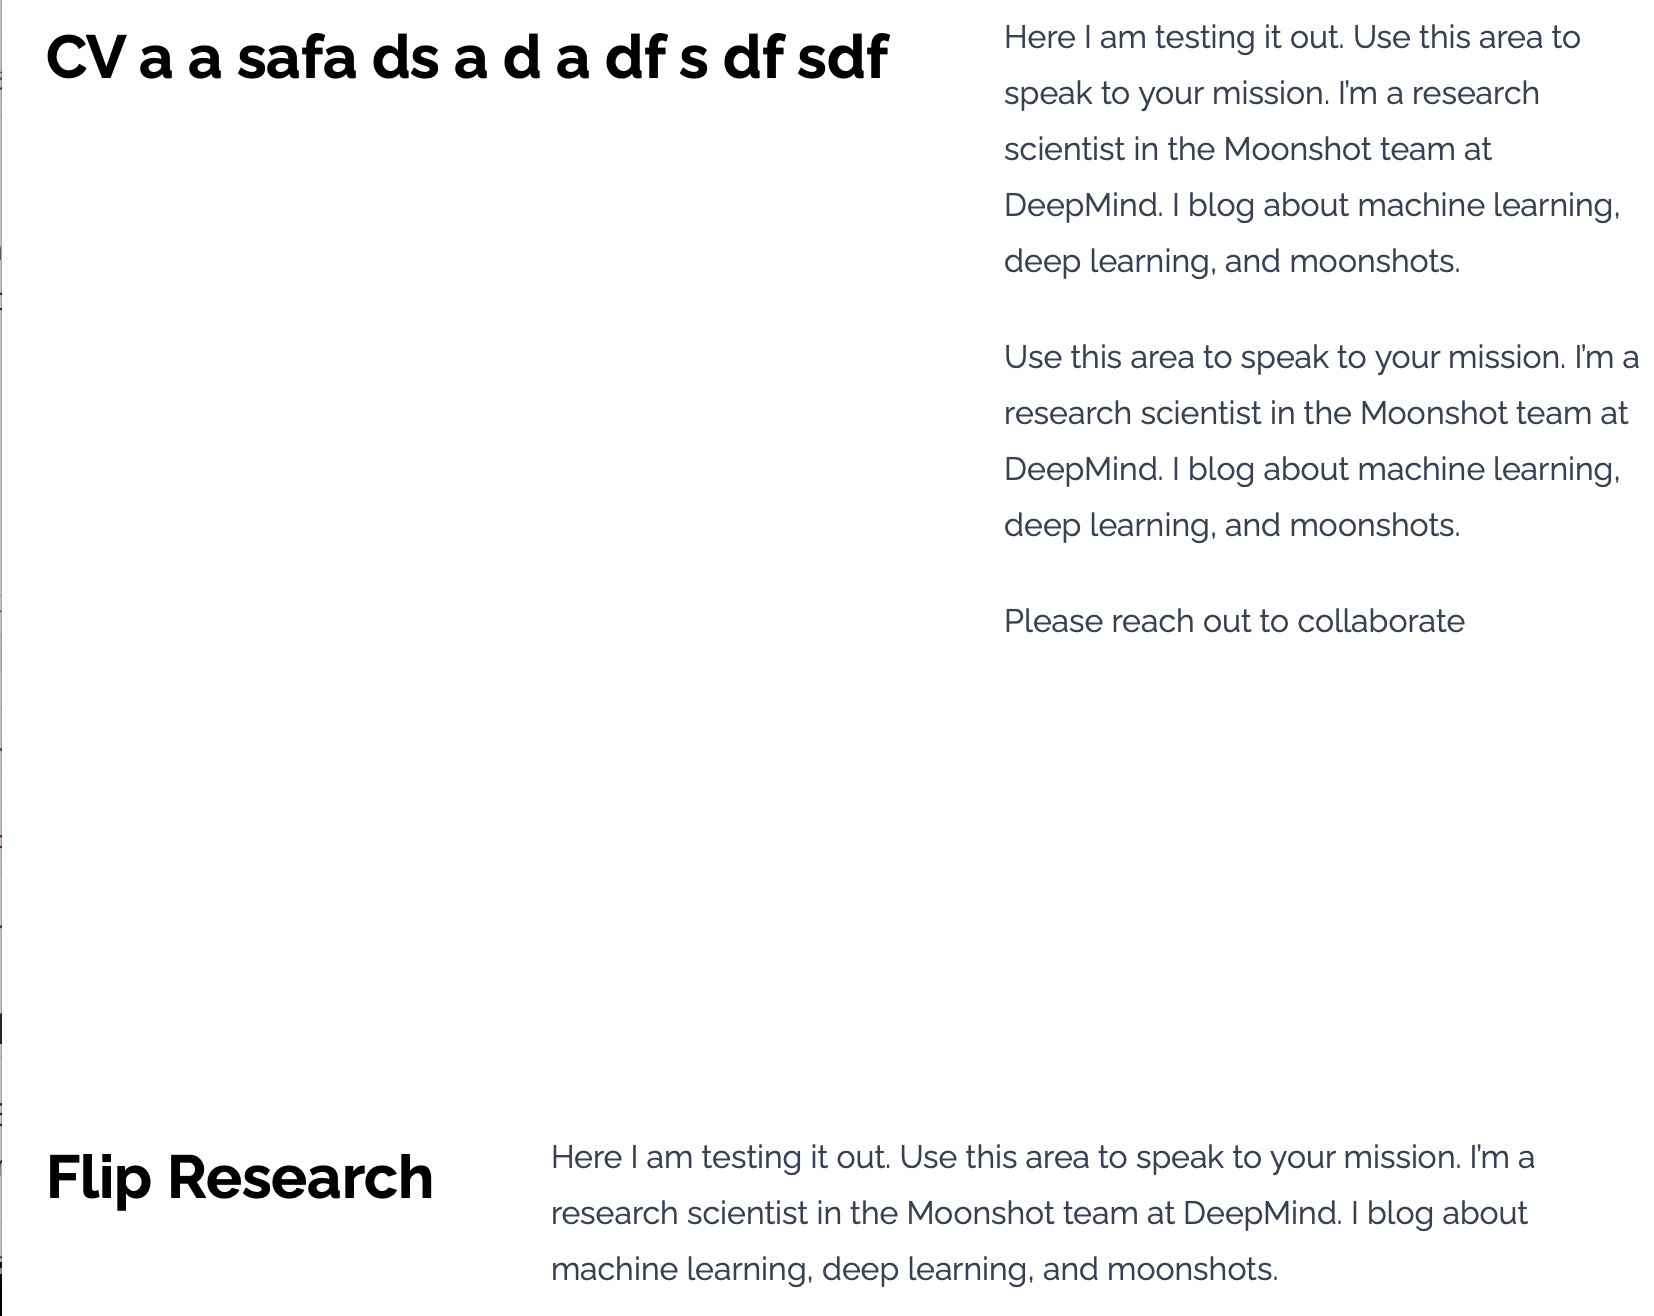 CV a a safa ds a d a df s df sdf
Here I am testing it out. Use this area to
speak to your mission. I'm a research
scientist in the Moonshot team at
DeepMind. I blog about machine learning,
deep learning, and moonshots.
Use this area to speak to your mission. I'm a
research scientist in the Moonshot team at
DeepMind. I blog about machine learning,
deep learning, and moonshots.
Please reach out to collaborate
Flip Research
Here I am testing it out. Use this area to speak to your mission. I'm a
research scientist in the Moonshot team at DeepMind. I blog about
machine learning, deep learning, and moonshots.